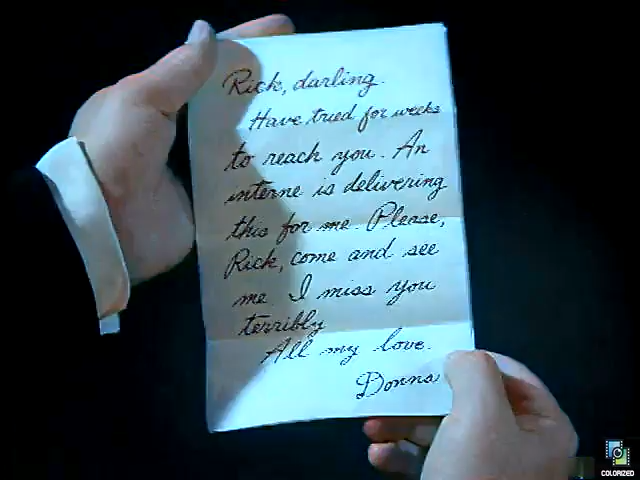 Rick, darling.
Have tried for weeks
to reach you. An
interne is delivering
this for me. Please,
Rick, come and see
me I miss you
terribly
All my love.
Donna
COLORIZED